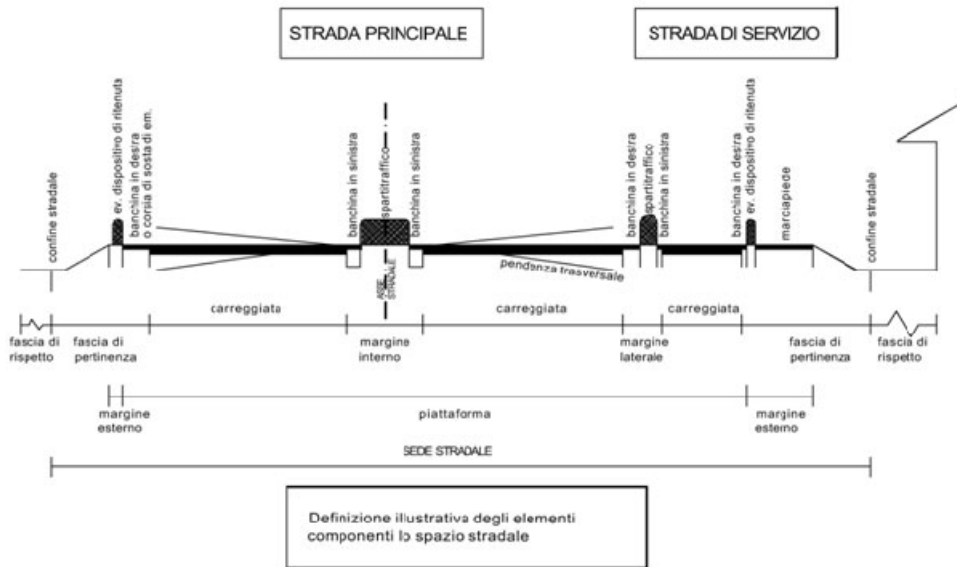 STRADA PRINCIPALE
STRADA DI SERVIZIO
confine stradale
ev. dispositivo di ritenuta
banchina in destra
o corsia di sosta di em.
banchina in sinistra
spartitraffico
banchina in sinistra
banchina in destra
spartitraffico
banchina in sinistra
banchina in destra
ev. dispositivo di ritenuta
marciapiede
confine stradale
pendenza trasversale
ASSE
STRADALE
carreggiata
carreggiata
carreggiata
fascia di
rispetto
fascia di
pertinenza
margine
interno
margine
laterale
fascia di
pertinenza
fascia di
rispetto
margine
esterno
piattaforma
margine
esterno
SEDE STRADALE
Definizione illustrativa degli elementi
componenti lo spazio stradale